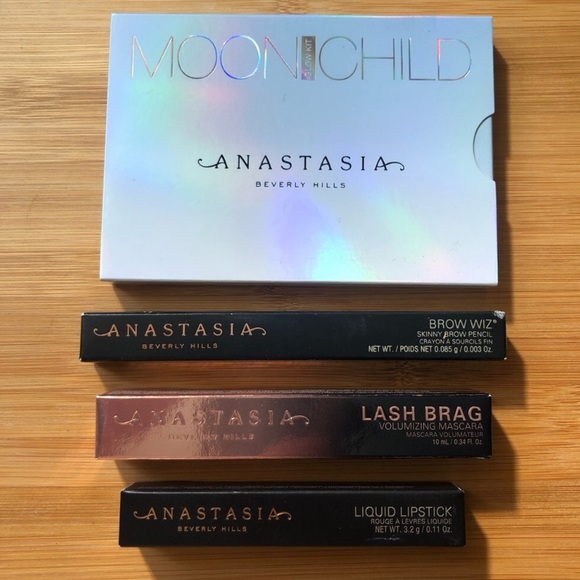 MOONCHILD
GLOW KIT
ANASTASIA
BEVERLY HILLS
ANASTASIA
BEVERLY HILLS
BROW WIZ®
SKINNY BROW PENCIL
CRAYON À SOURCILS FIN
NET WT. / POIDS NET 0.085 g / 0.003 Oz.
ANASTASIA
BEVERLY HILLS
LASH BRAG
VOLUMIZING MASCARA
MASCARA VOLUMATEUR
10 mL / 0.34 Fl. Oz.
ANASTASIA
BEVERLY HILLS
LIQUID LIPSTICK
ROUGE À LÈVRES LIQUIDE
NET WT. 3.2 g / 0.11 Oz.